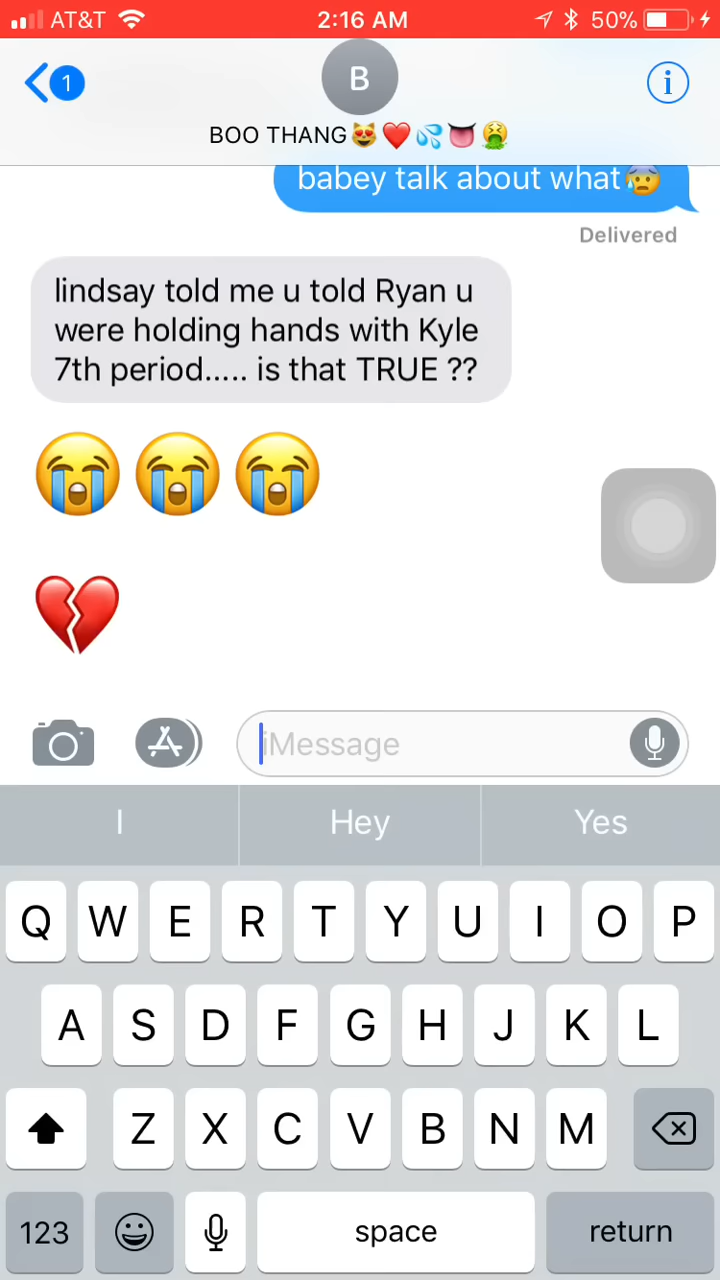 AT&T 2:16 AM 50%
1
B
BOO THANG😻❤️💦👅🤮
babey talk about what😰
Delivered
lindsay told me u told Ryan u
were holding hands with Kyle
7th period..... is that TRUE ??
😭😭😭
💔
iMessage
I Hey Yes
Q W E R T Y U I O P
A S D F G H J K L
Z X C V B N M
123 space return